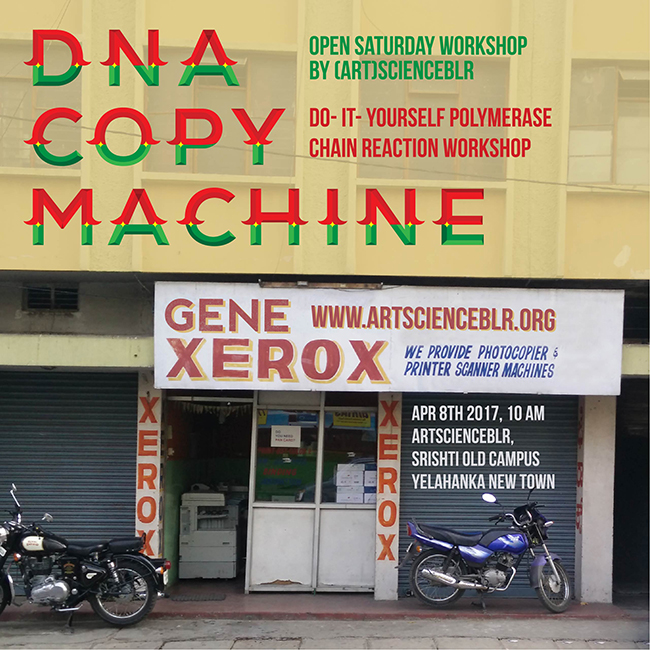 DNA
COPY
MACHINE
OPEN SATURDAY WORKSHOP
BY (ART)SCIENCEBLR
DO- IT- YOURSELF POLYMERASE
CHAIN REACTION WORKSHOP
GENE
XEROX
WWW.ARTSCIENCEBLR.ORG
WE PROVIDE PHOTOCOPIER &
PRINTER SCANNER MACHINES
XEROX
XEROX
APR 8TH 2017, 10 AM
ARTSCIENCEBLR,
SRISHTI OLD CAMPUS
YELAHANKA NEW TOWN